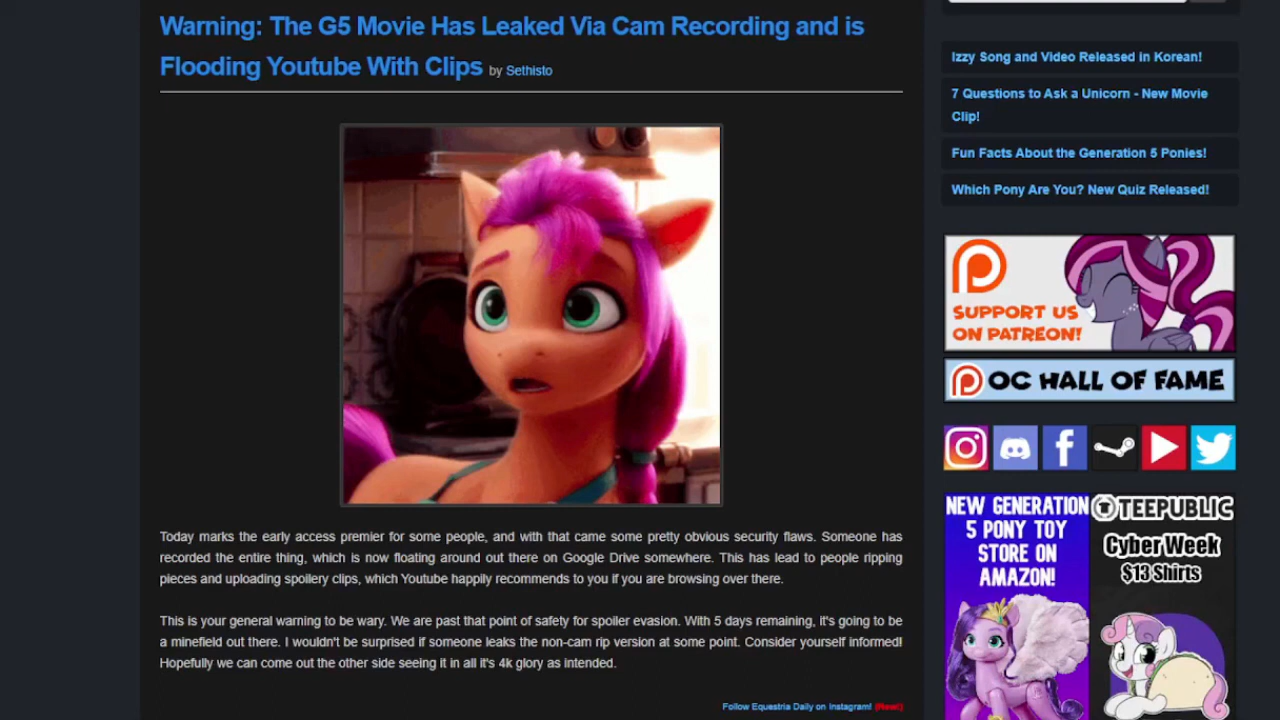 Warning: The G5 Movie Has Leaked Via Cam Recording and is
Flooding Youtube With Clips by Sethisto
Today marks the early access premier for some people, and with that came some pretty obvious security flaws. Someone has
recorded the entire thing, which is now floating around out there on Google Drive somewhere. This has lead to people ripping
pieces and uploading spoilery clips, which Youtube happily recommends to you if you are browsing over there.
This is your general warning to be wary. We are past that point of safety for spoiler evasion. With 5 days remaining, it's going to be
a minefield out there. I wouldn't be surprised if someone leaks the non-cam rip version at some point. Consider yourself informed!
Hopefully we can come out the other side seeing it in all it's 4k glory as intended.
Follow Equestria Daily on Instagram! (New!)
Izzy Song and Video Released in Korean!
7 Questions to Ask a Unicorn - New Movie
Clip!
Fun Facts About the Generation 5 Ponies!
Which Pony Are You? New Quiz Released!
SUPPORT US
ON PATREON!
OC HALL OF FAME
NEW GENERATION
5 PONY TOY
STORE ON
AMAZON!
TEEPUBLIC
Cyber Week
$13 Shirts